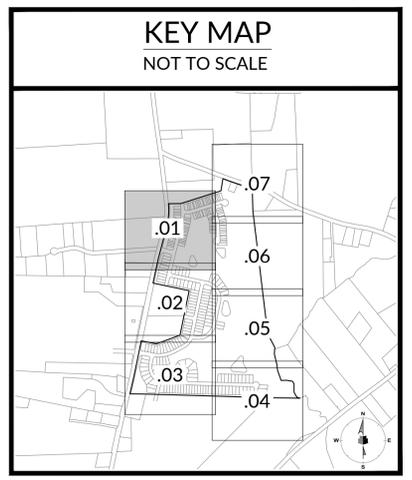 KEY MAP
NOT TO SCALE
.07
.01
.06
.02
.05
.03
.04
N
W E
S